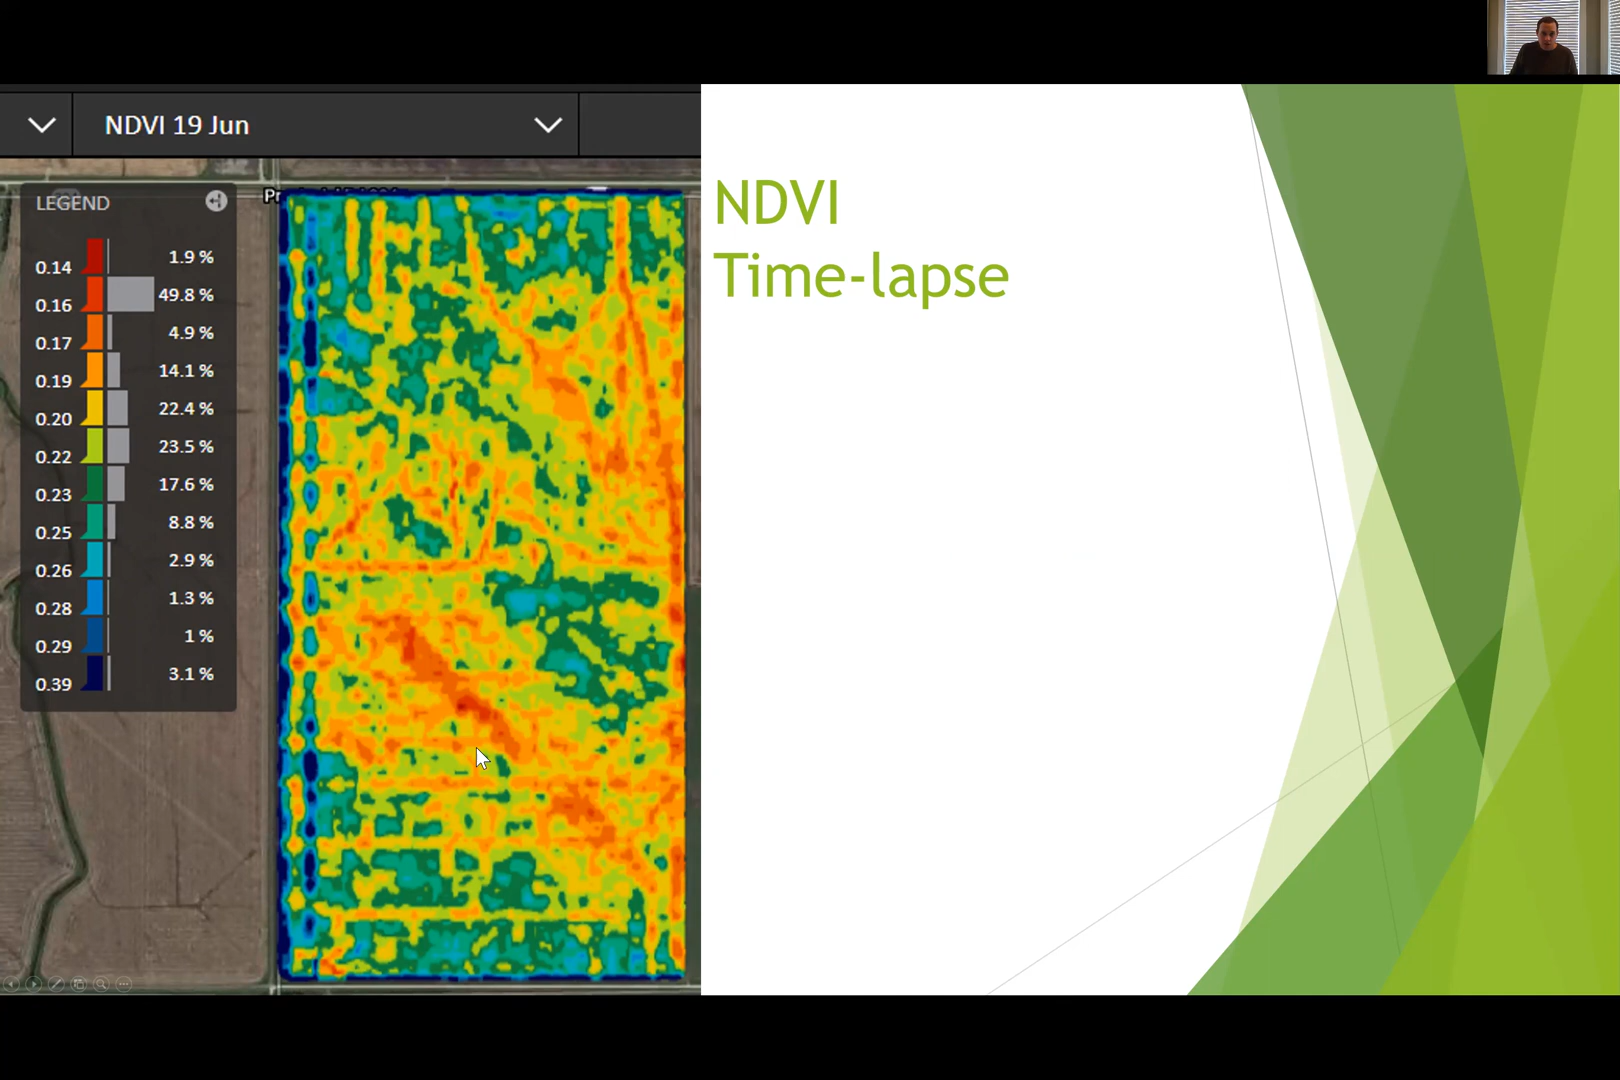 NDVI 19 Jun
LEGEND
0.14 1.9 %
0.16 49.8 %
0.17 4.9 %
0.19 14.1 %
0.20 22.4 %
0.22 23.5 %
0.23 17.6 %
0.25 8.8 %
0.26 2.9 %
0.28 1.3 %
0.29 1 %
0.39 3.1 %
NDVI
Time-lapse